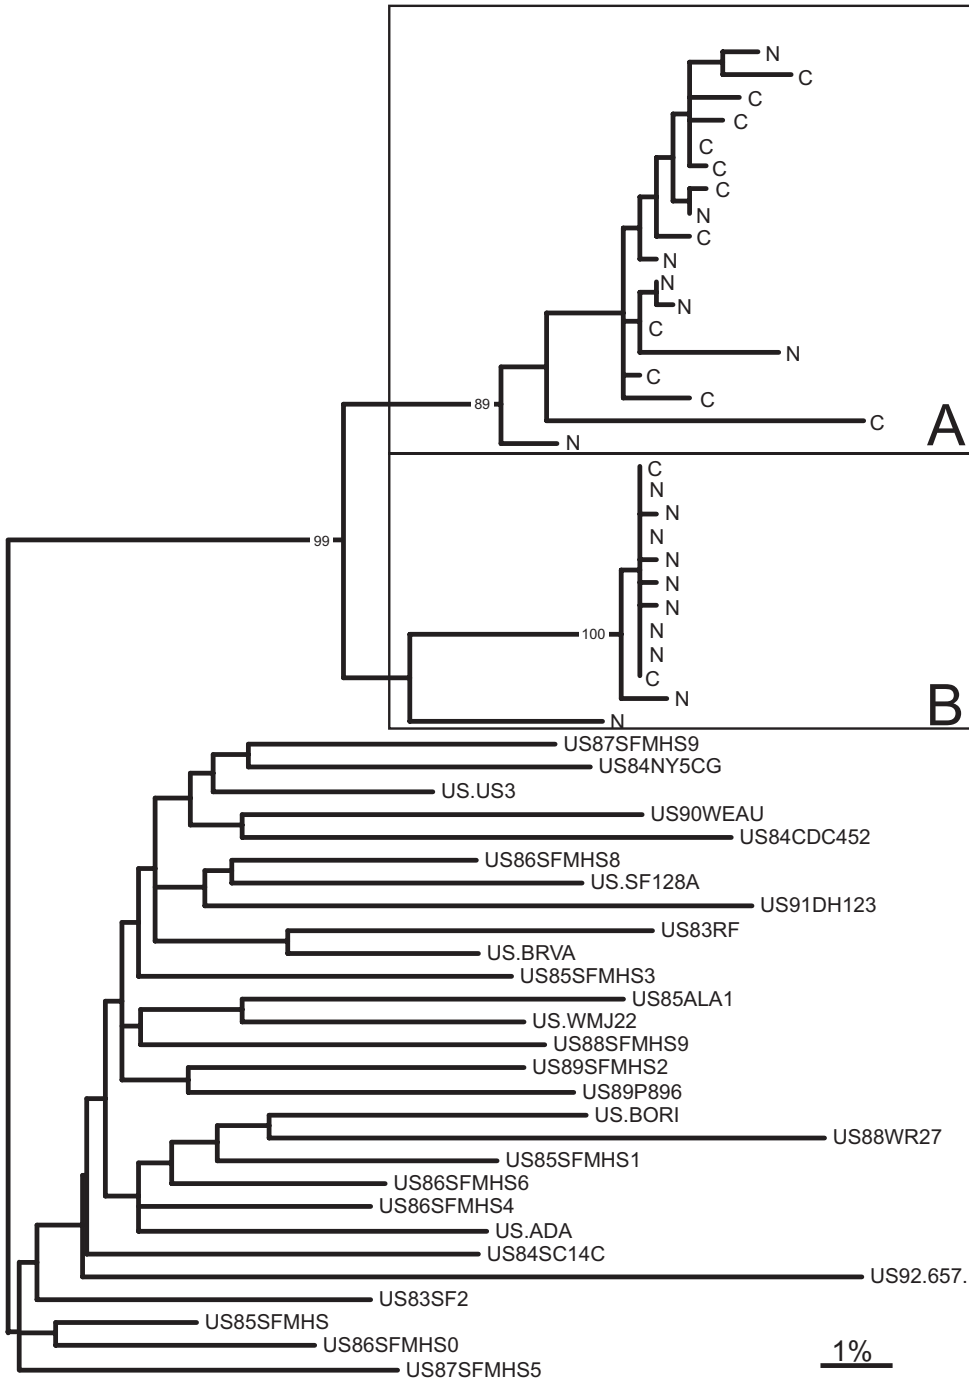 N
C
C
C
C
C
C
N
C
N
N
N
C
N
C
C
89
C
A
N
C
N
N
N
99
N
N
N
N
100
N
C
N
B
N
US87SFMHS9
US84NY5CG
US.US3
US90WEAU
US84CDC452
US86SFMHS8
US.SF128A
US91DH123
US83RF
US.BRVA
US85SFMHS3
US85ALA1
US.WMJ22
US88SFMHS9
US89SFMHS2
US89P896
US.BORI
US88WR27
US85SFMHS1
US86SFMHS6
US86SFMHS4
US.ADA
US84SC14C
US92.657.
US83SF2
US85SFMHS
US86SFMHS0
1%
US87SFMHS5